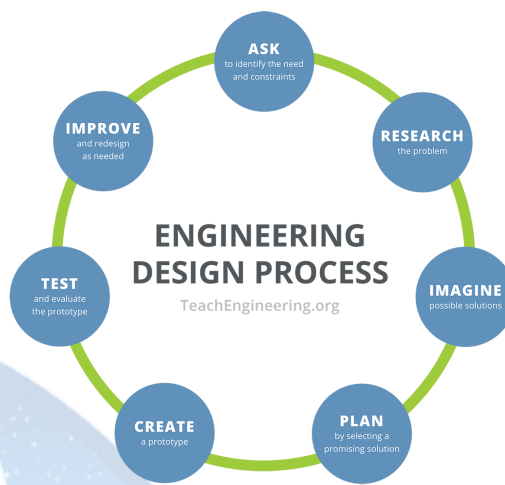 ASK
to identify the need
and constraints
RESEARCH
the problem
IMAGINE
possible solutions
PLAN
by selecting a
promising solution
CREATE
a prototype
TEST
and evaluate
the prototype
IMPROVE
and redesign
as needed
ENGINEERING
DESIGN PROCESS
TeachEngineering.org